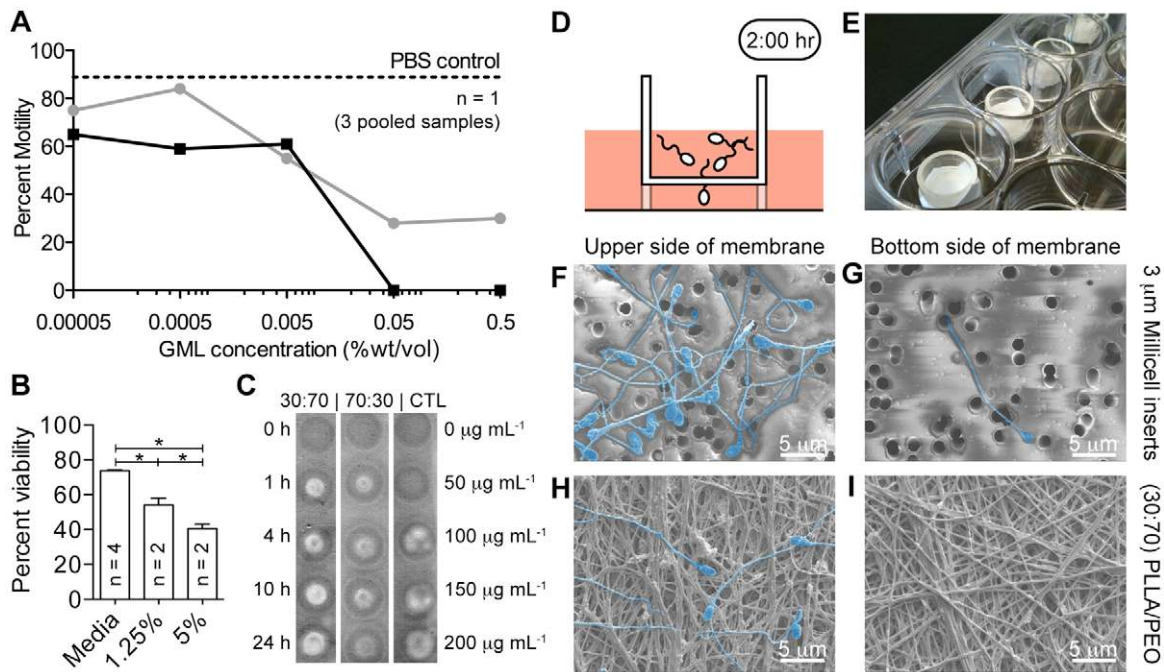 A
100
80
60
40
20
0
Percent Motility
PBS control
n = 1
(3 pooled samples)
0.00005 0.0005 0.005 0.05 0.5
GML concentration (%wt/vol)
B
100
80
60
40
20
0
Percent viability
* 
* *
n = 4
n = 2
n = 2
Media 1.25% 5%
C
30:70 | 70:30 | CTL
0 h 0 µg mL-1
1 h 50 µg mL-1
4 h 100 µg mL-1
10 h 150 µg mL-1
24 h 200 µg mL-1
D
2:00 hr
E
Upper side of membrane Bottom side of membrane
F
5 µm
G
5 µm
3 µm Millicell inserts
H
5 µm
I
5 µm
(30:70) PLLA/PEO